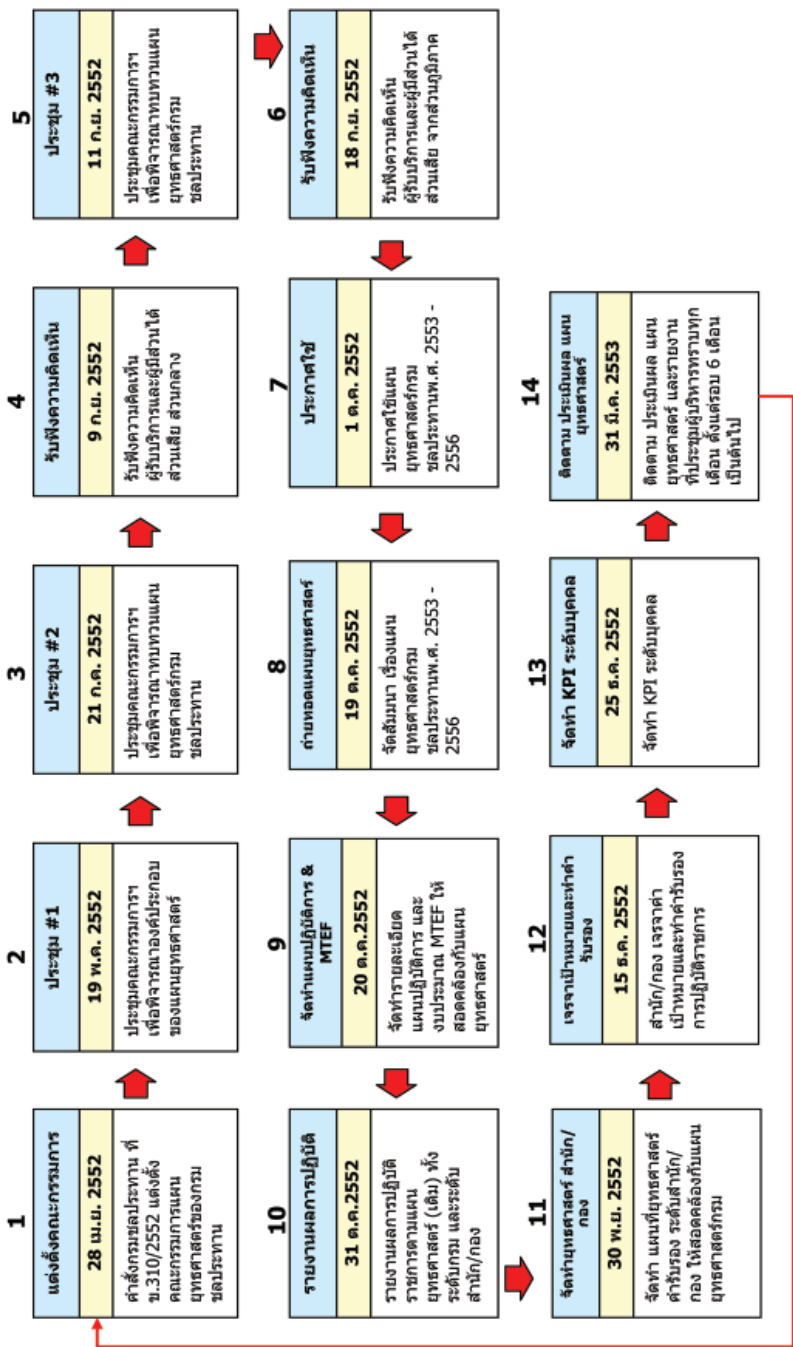 1
แต่งตั้งคณะกรรมการ
28 เม.ย. 2552
คำสั่งกรมชลประทาน ที่
ข.310/2552 แต่งตั้ง
คณะกรรมการแผน
ยุทธศาสตร์ของกรม
ชลประทาน
2
ประชุม #1
19 พ.ค. 2552
ประชุมคณะกรรมการฯ
เพื่อพิจารณาองค์ประกอบ
ของแผนยุทธศาสตร์
3
ประชุม #2
21 ก.ค. 2552
ประชุมคณะกรรมการฯ
เพื่อพิจารณาทบทวนแผน
ยุทธศาสตร์กรม
ชลประทาน
4
รับฟังความคิดเห็น
9 ก.ย. 2552
รับฟังความคิดเห็น
ผู้รับบริการและผู้มีส่วนได้
ส่วนเสีย ส่วนกลาง
5
ประชุม #3
11 ก.ย. 2552
ประชุมคณะกรรมการฯ
เพื่อพิจารณาทบทวนแผน
ยุทธศาสตร์กรม
ชลประทาน
6
รับฟังความคิดเห็น
18 ก.ย. 2552
รับฟังความคิดเห็น
ผู้รับบริการและผู้มีส่วนได้
ส่วนเสีย จากส่วนภูมิภาค
7
ประกาศใช้
1 ต.ค. 2552
ประกาศใช้แผน
ยุทธศาสตร์กรม
ชลประทานพ.ศ. 2553 -
2556
8
ถ่ายทอดแผนยุทธศาสตร์
19 ต.ค. 2552
จัดสัมมนา เรื่องแผน
ยุทธศาสตร์กรม
ชลประทานพ.ศ. 2553 -
2556
9
จัดทำแผนปฏิบัติการ &
MTEF
20 ต.ค.2552
จัดทำรายละเอียด
แผนปฏิบัติการ และ
งบประมาณ MTEF ให้
สอดคล้องกับแผน
ยุทธศาสตร์
10
รายงานผลการปฏิบัติ
31 ต.ค.2552
รายงานผลการปฏิบัติ
ราชการตามแผน
ยุทธศาสตร์ (เดิม) ทั้ง
ระดับกรม และระดับ
สำนัก/กอง
11
จัดทำยุทธศาสตร์ สำนัก/
กอง
30 พ.ย. 2552
จัดทำ แผนที่ยุทธศาสตร์
คำรับรอง ระดับสำนัก/
กอง ให้สอดคล้องกับแผน
ยุทธศาสตร์กรม
12
เจรจาเป้าหมายและทำคำ
รับรอง
15 ธ.ค. 2552
สำนัก/กอง เจรจาค่า
เป้าหมายและทำคำรับรอง
การปฏิบัติราชการ
13
จัดทำ KPI ระดับบุคคล
25 ธ.ค. 2552
จัดทำ KPI ระดับบุคคล
14
ติดตาม ประเมินผล แผน
ยุทธศาสตร์
31 มี.ค. 2553
ติดตาม ประเมินผล แผน
ยุทธศาสตร์ และรายงาน
ที่ประชุมผู้บริหารทราบทุก
เดือน ตั้งแต่รอบ 6 เดือน
เป็นต้นไป